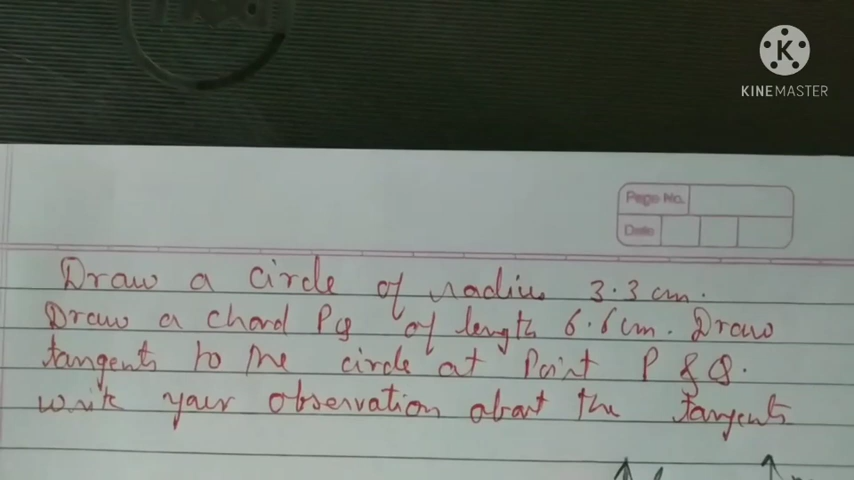 KINEMASTER
Page No.
Date
Draw a circle of radius 3.3 cm.
Draw a chord PQ of length 6.6 cm. Draw
tangents to the circle at Point P & Q.
write your observation about the tangents